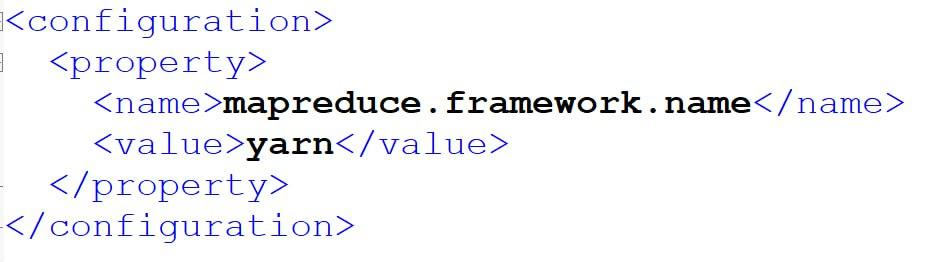 <configuration>
  <property>
    <name>mapreduce.framework.name</name>
    <value>yarn</value>
  </property>
</configuration>